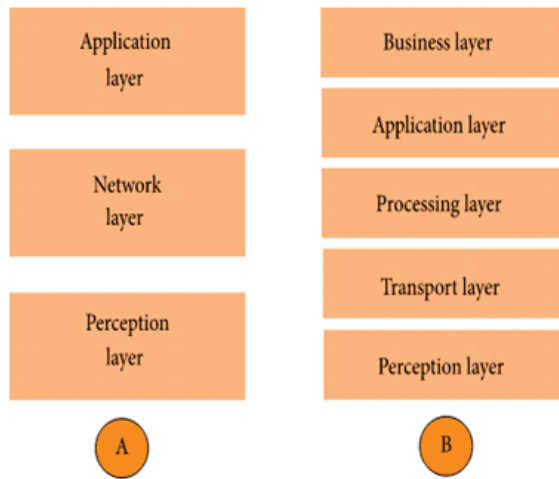 Application
layer
Network
layer
Perception
layer
A
Business layer
Application layer
Processing layer
Transport layer
Perception layer
B